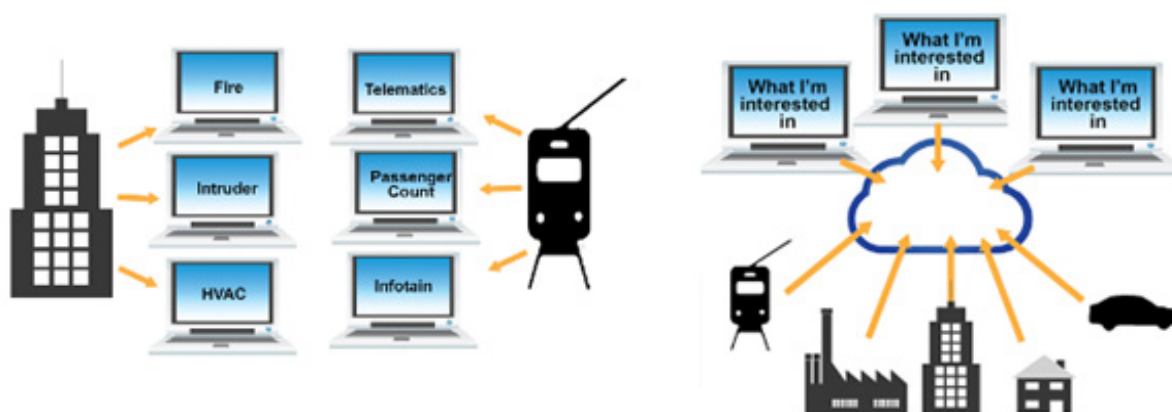 Fire
Telematics
Intruder
Passenger
Count
HVAC
Infotain
What I'm
interested
in
What I'm
interested
in
What I'm
interested
in